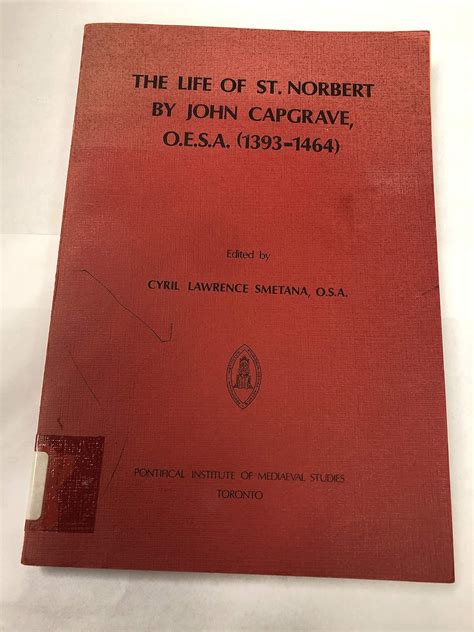 THE LIFE OF ST. NORBERT
BY JOHN CAPGRAVE,
O.E.S.A. (1393-1464)
Edited by
CYRIL LAWRENCE SMETANA, O.S.A.
PONTIFICAL INSTITUTE OF MEDIAEVAL STUDIES
TORONTO